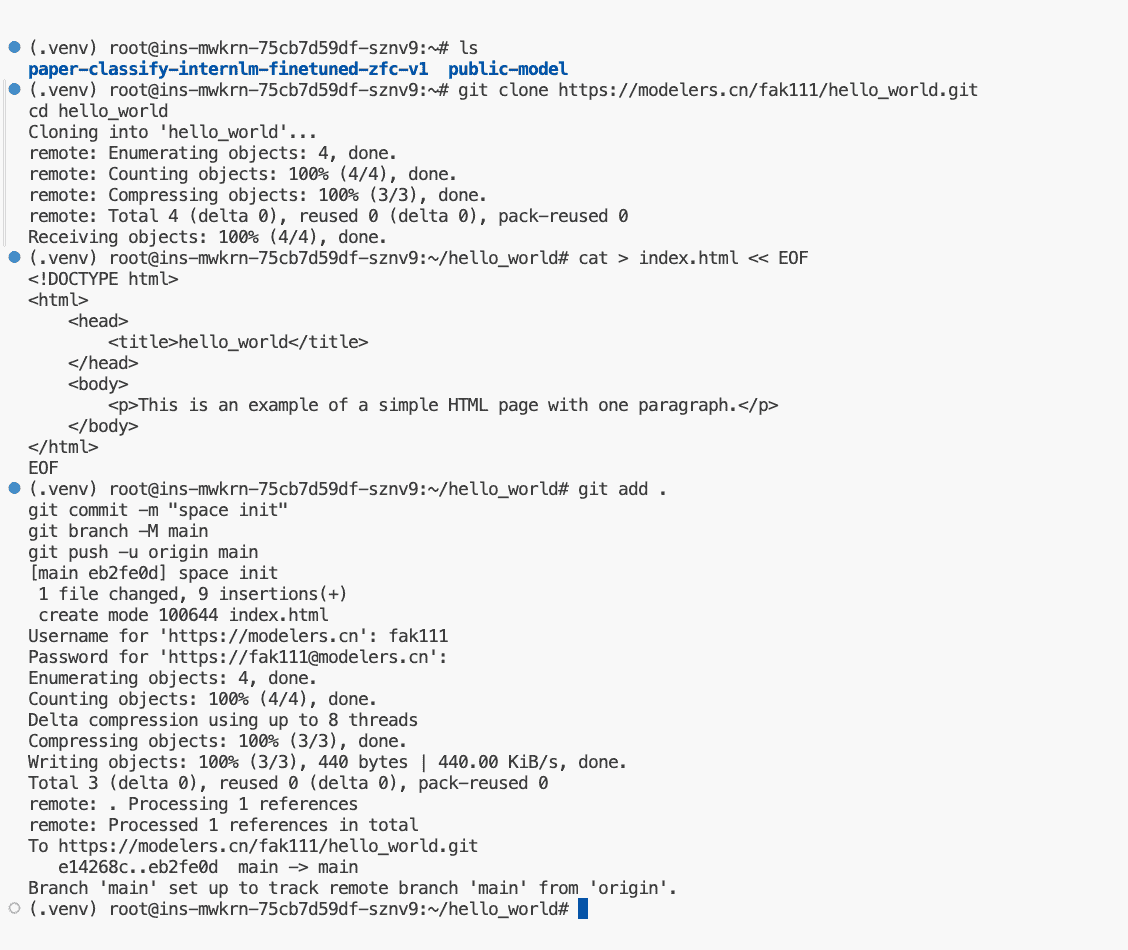 (.venv) root@ins-mwkrn-75cb7d59df-sznv9:~# ls
paper-classify-internlm-finetuned-zfc-v1  public-model
(.venv) root@ins-mwkrn-75cb7d59df-sznv9:~# git clone https://modelers.cn/fak111/hello_world.git
cd hello_world
Cloning into 'hello_world'...
remote: Enumerating objects: 4, done.
remote: Counting objects: 100% (4/4), done.
remote: Compressing objects: 100% (3/3), done.
remote: Total 4 (delta 0), reused 0 (delta 0), pack-reused 0
Receiving objects: 100% (4/4), done.
(.venv) root@ins-mwkrn-75cb7d59df-sznv9:~/hello_world# cat > index.html << EOF
<!DOCTYPE html>
<html>
    <head>
        <title>hello_world</title>
    </head>
    <body>
        <p>This is an example of a simple HTML page with one paragraph.</p>
    </body>
</html>
EOF
(.venv) root@ins-mwkrn-75cb7d59df-sznv9:~/hello_world# git add .
git commit -m "space init"
git branch -M main
git push -u origin main
[main eb2fe0d] space init
 1 file changed, 9 insertions(+)
 create mode 100644 index.html
Username for 'https://modelers.cn': fak111
Password for 'https://fak111@modelers.cn':
Enumerating objects: 4, done.
Counting objects: 100% (4/4), done.
Delta compression using up to 8 threads
Compressing objects: 100% (3/3), done.
Writing objects: 100% (3/3), 440 bytes | 440.00 KiB/s, done.
Total 3 (delta 0), reused 0 (delta 0), pack-reused 0
remote: . Processing 1 references
remote: Processed 1 references in total
To https://modelers.cn/fak111/hello_world.git
   e14268c..eb2fe0d  main -> main
Branch 'main' set up to track remote branch 'main' from 'origin'.
(.venv) root@ins-mwkrn-75cb7d59df-sznv9:~/hello_world#